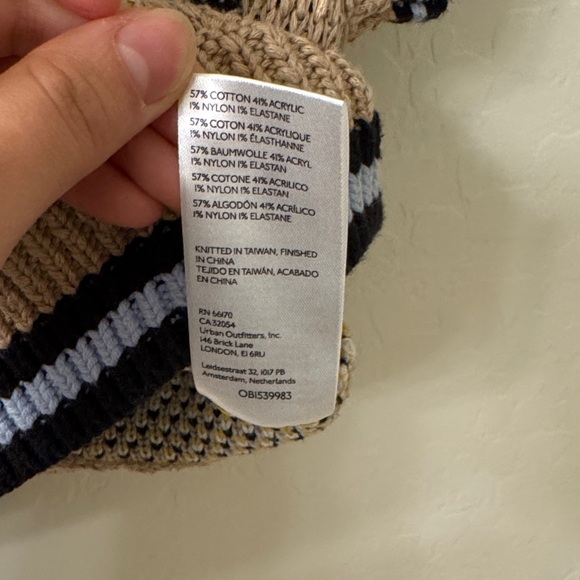 57% COTTON 41% ACRYLIC
1% NYLON 1% ELASTANE
57% COTON 41% ACRYLIQUE
1% NYLON 1% ÉLASTHANNE
57% BAUMWOLLE 41% ACRYL
1% NYLON 1% ELASTAN
57% COTONE 41% ACRILICO
1% NYLON 1% ELASTAN
57% ALGODÓN 41% ACRÍLICO
1% NYLON 1% ELASTANE
KNITTED IN TAIWAN, FINISHED
IN CHINA
TEJIDO EN TAIWÁN, ACABADO
EN CHINA
RN 66170
CA 32054
Urban Outfitters, Inc.
146 Brick Lane
LONDON, E1 6RU
Leidsestraat 32, 1017 PB
Amsterdam, Netherlands
OB1539983